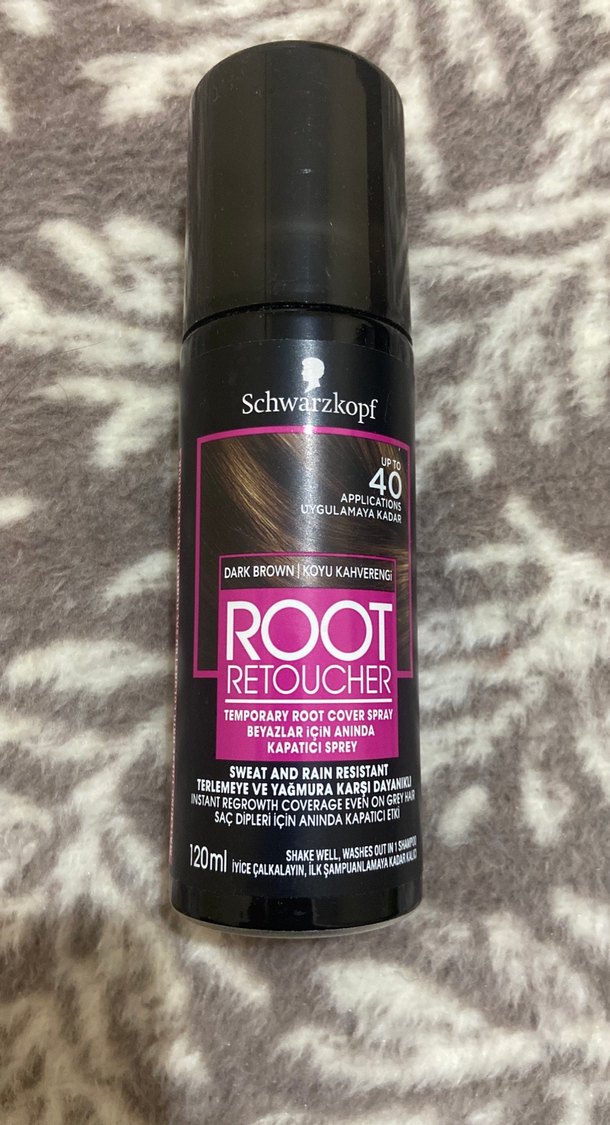 Schwarzkopf
UP TO
40
APPLICATIONS
UYGULAMAYA KADAR
DARK BROWN | KOYU KAHVERENGİ
ROOT
RETOUCHER
TEMPORARY ROOT COVER SPRAY
BEYAZLAR İÇİN ANINDA
KAPATICI SPREY
SWEAT AND RAIN RESISTANT
TERLEMEYE VE YAĞMURA KARŞI DAYANIKLI
INSTANT REGROWTH COVERAGE EVEN ON GREY HAIR
SAÇ DİPLERİ İÇİN ANINDA KAPATICI ETKİ
120ml
SHAKE WELL, WASHES OUT IN 1 SHAMPOO
İYİCE ÇALKALAYIN, İLK ŞAMPUANLAMAYA KADAR KALICI